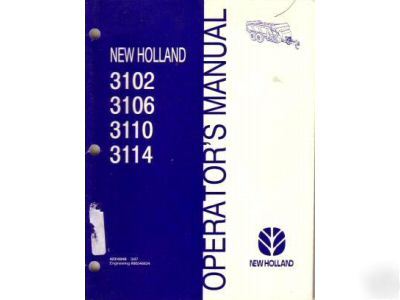 NEW HOLLAND
3102
3106
3110
3114
OPERATOR'S MANUAL
NEW HOLLAND